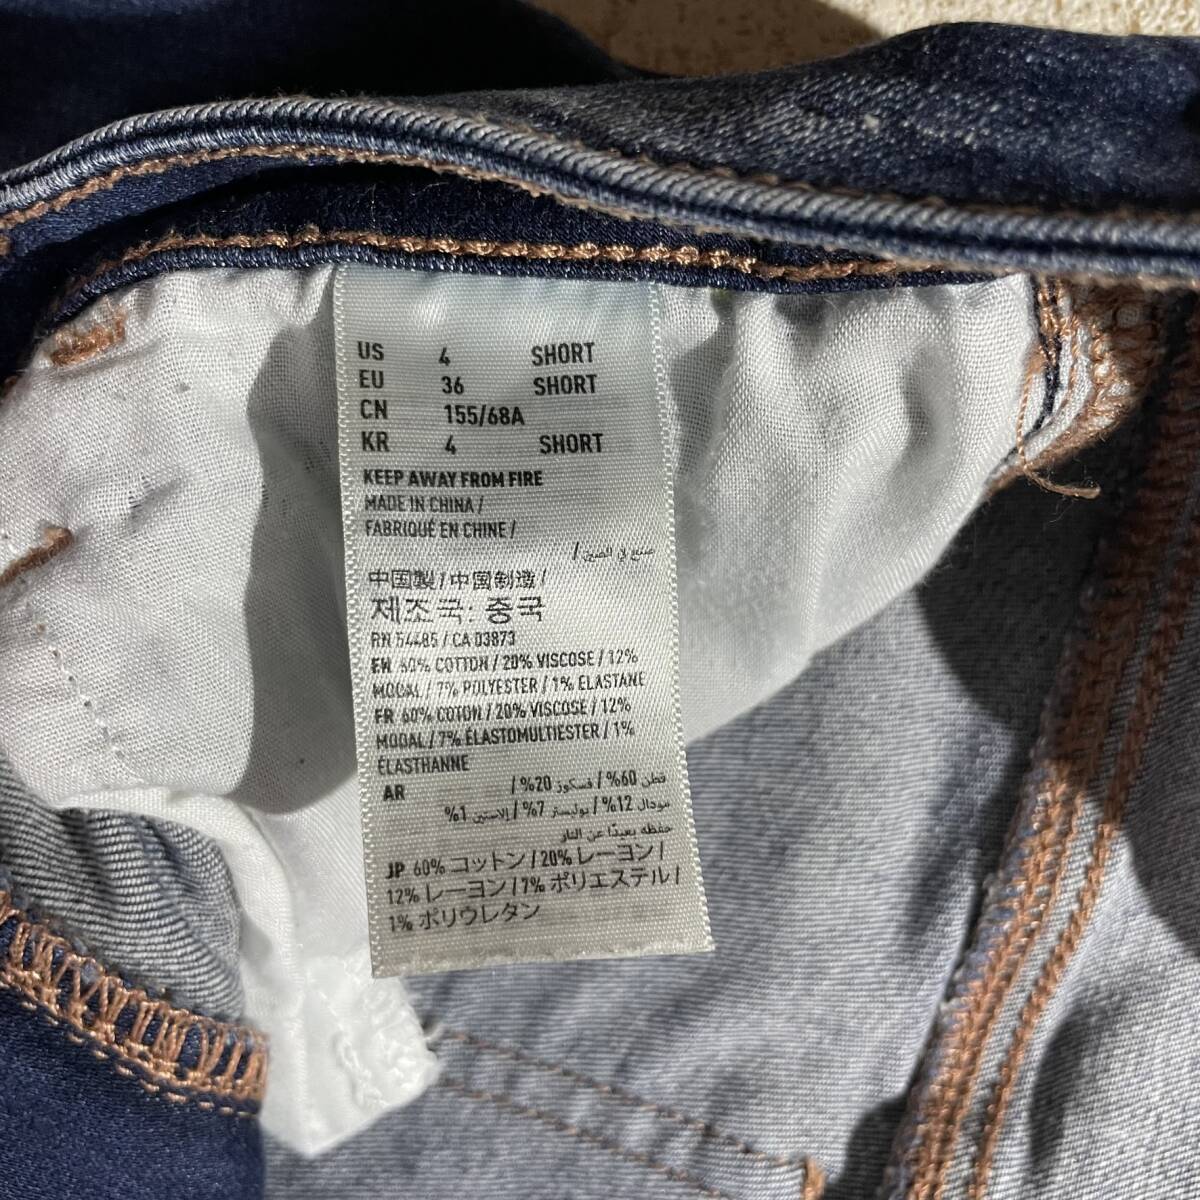 US 4 SHORT
EU 36 SHORT
CN 155/68A
KR 4 SHORT
KEEP AWAY FROM FIRE
MADE IN CHINA /
FABRIQUÉ EN CHINE /
صنع في الصين /
中国製 / 中国制造 /
제조국: 중국
RN 54485 / CA 03873
EN 60% COTTON / 20% VISCOSE / 12%
MODAL / 7% POLYESTER / 1% ELASTANE
FR 60% COTON / 20% VISCOSE / 12%
MODAL / 7% ÉLASTOMULTIESTER / 1%
ÉLASTHANNE
AR قطن 60% / فسكوز 20% /
مودال 12% / بوليستر 7% / إلاستين 1%
حفظه بعيدًا عن النار
JP 60% コットン / 20% レーヨン /
12% レーヨン / 7% ポリエステル /
1% ポリウレタン